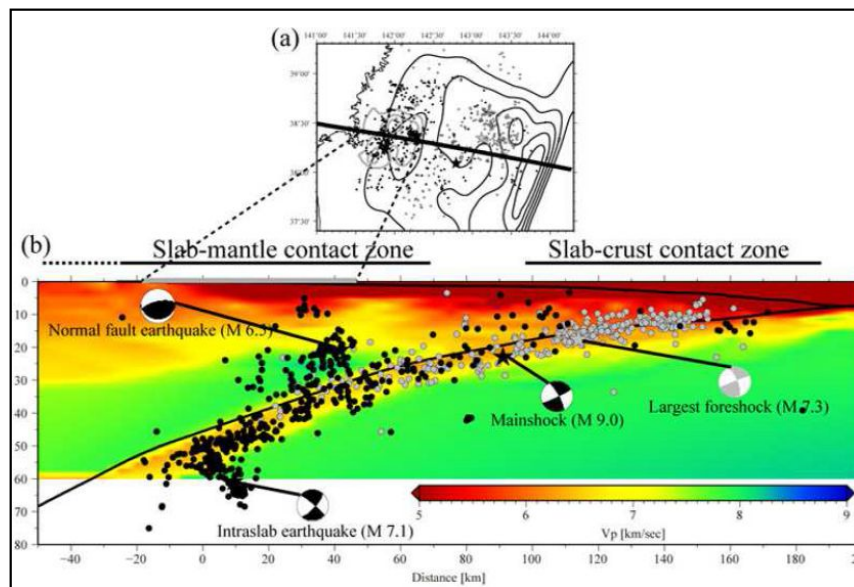 (a)
141°00' 141°30' 142°00' 142°30' 143°00' 143°30' 144°00'
39°00'
38°30'
38°00'
37°30'
(b)
Slab-mantle contact zone
Slab-crust contact zone
0
10
20
30
40
50
60
70
80
Normal fault earthquake (M 6.3)
Mainshock (M 9.0)
Largest foreshock (M 7.3)
Intraslab earthquake (M 7.1)
5 6 7 8 9
Vp [km/sec]
−40 −20 0 20 40 60 80 100 120 140 160 180
Distance [km]